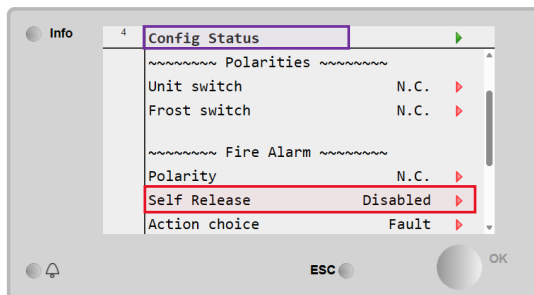 Info
4 Config Status
~~~~~~~~ Polarities ~~~~~~~~
Unit switch N.C.
Frost switch N.C.
~~~~~~~~ Fire Alarm ~~~~~~~~
Polarity N.C.
Self Release Disabled
Action choice Fault
ESC
OK